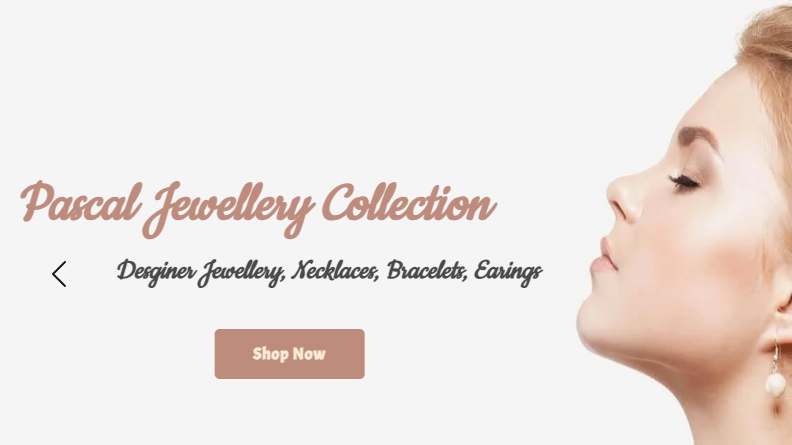 Pascal Jewellery Collection
Desginer Jewellery, Necklaces, Bracelets, Earings
Shop Now